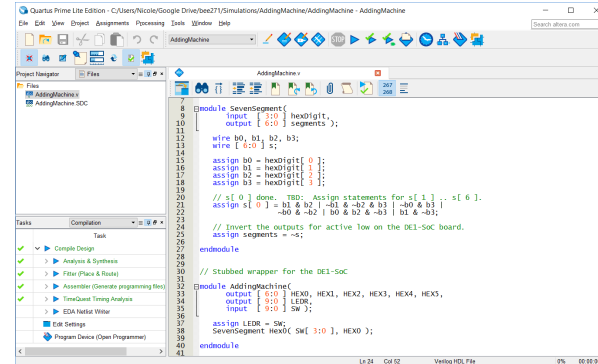 Quartus Prime Lite Edition - C:/Users/Nicole/Google Drive/bee271/Simulations/AddingMachine/AddingMachine - AddingMachine
File Edit View Project Assignments Processing Tools Window Help
Search altera.com
AddingMachine
Project Navigator Files
Files
AddingMachine.v
AddingMachine SDC
Tasks Compilation
Task
Compile Design
Analysis & Synthesis
Fitter (Place & Route)
Assembler (Generate programming files)
TimeQuest Timing Analysis
EDA Netlist Writer
Edit Settings
Program Device (Open Programmer)
AddingMachine.v
267
268
7
8 module SevenSegment(
9 input [ 3:0 ] hexDigit,
10 output [ 6:0 ] segments );
11
12 wire b0, b1, b2, b3;
13 wire [ 6:0 ] s;
14
15 assign b0 = hexDigit[ 0 ];
16 assign b1 = hexDigit[ 1 ];
17 assign b2 = hexDigit[ 2 ];
18 assign b3 = hexDigit[ 3 ];
19
20 // s[ 0 ] done. TBD: Assign statements for s[ 1 ] .. s[ 6 ].
21 assign s[ 0 ] = b1 & b2 | ~b1 & ~b2 & b3 | ~b0 & b3 |
22 ~b0 & ~b2 | b0 & b2 & ~b3 | b1 & ~b3;
23
24 // Invert the outputs for active low on the DE1-SoC board.
25 assign segments = ~s;
26
27 endmodule
28
29
30 // Stubbed wrapper for the DE1-SoC
31
32 module AddingMachine(
33 output [ 6:0 ] HEX0, HEX1, HEX2, HEX3, HEX4, HEX5,
34 output [ 9:0 ] LEDR,
35 input [ 9:0 ] SW );
36
37 assign LEDR = SW;
38 SevenSegment Hex0( SW[ 3:0 ], HEX0 );
39
40 endmodule
41
Ln 24 Col 52 Verilog HDL File 0% 00:00:00